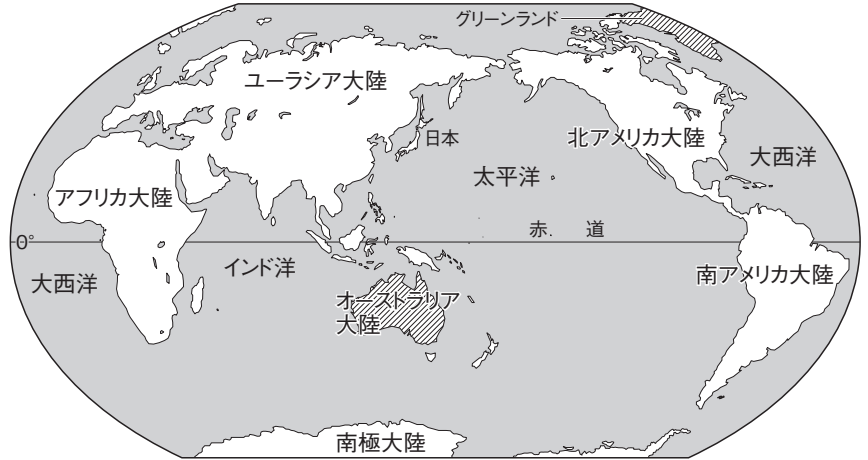 グリーンランド
ユーラシア大陸
日本
北アメリカ大陸
大西洋
太平洋
アフリカ大陸
赤道
0°
インド洋
大西洋
南アメリカ大陸
オーストラリア
大陸
南極大陸